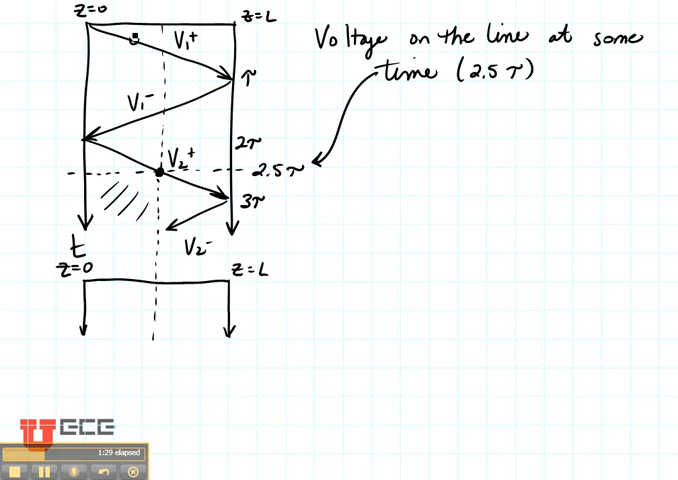 z=0
z=L
V₁⁺
Voltage on the line at some
time (2.5 τ)
τ
V₁⁻
2τ
V₂⁺
2.5τ
3τ
t
V₂⁻
z=0
z=L
U ECE
1:29 elapsed